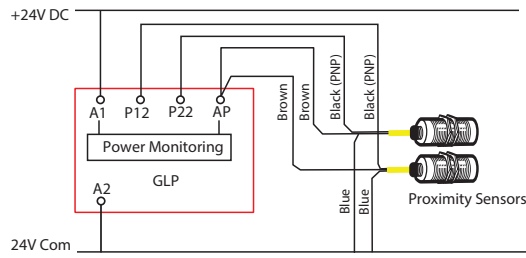 +24V DC
A1 P12 P22 AP
Power Monitoring
GLP
A2
24V Com
Brown
Brown
Black (PNP)
Black (PNP)
Blue
Blue
Proximity Sensors